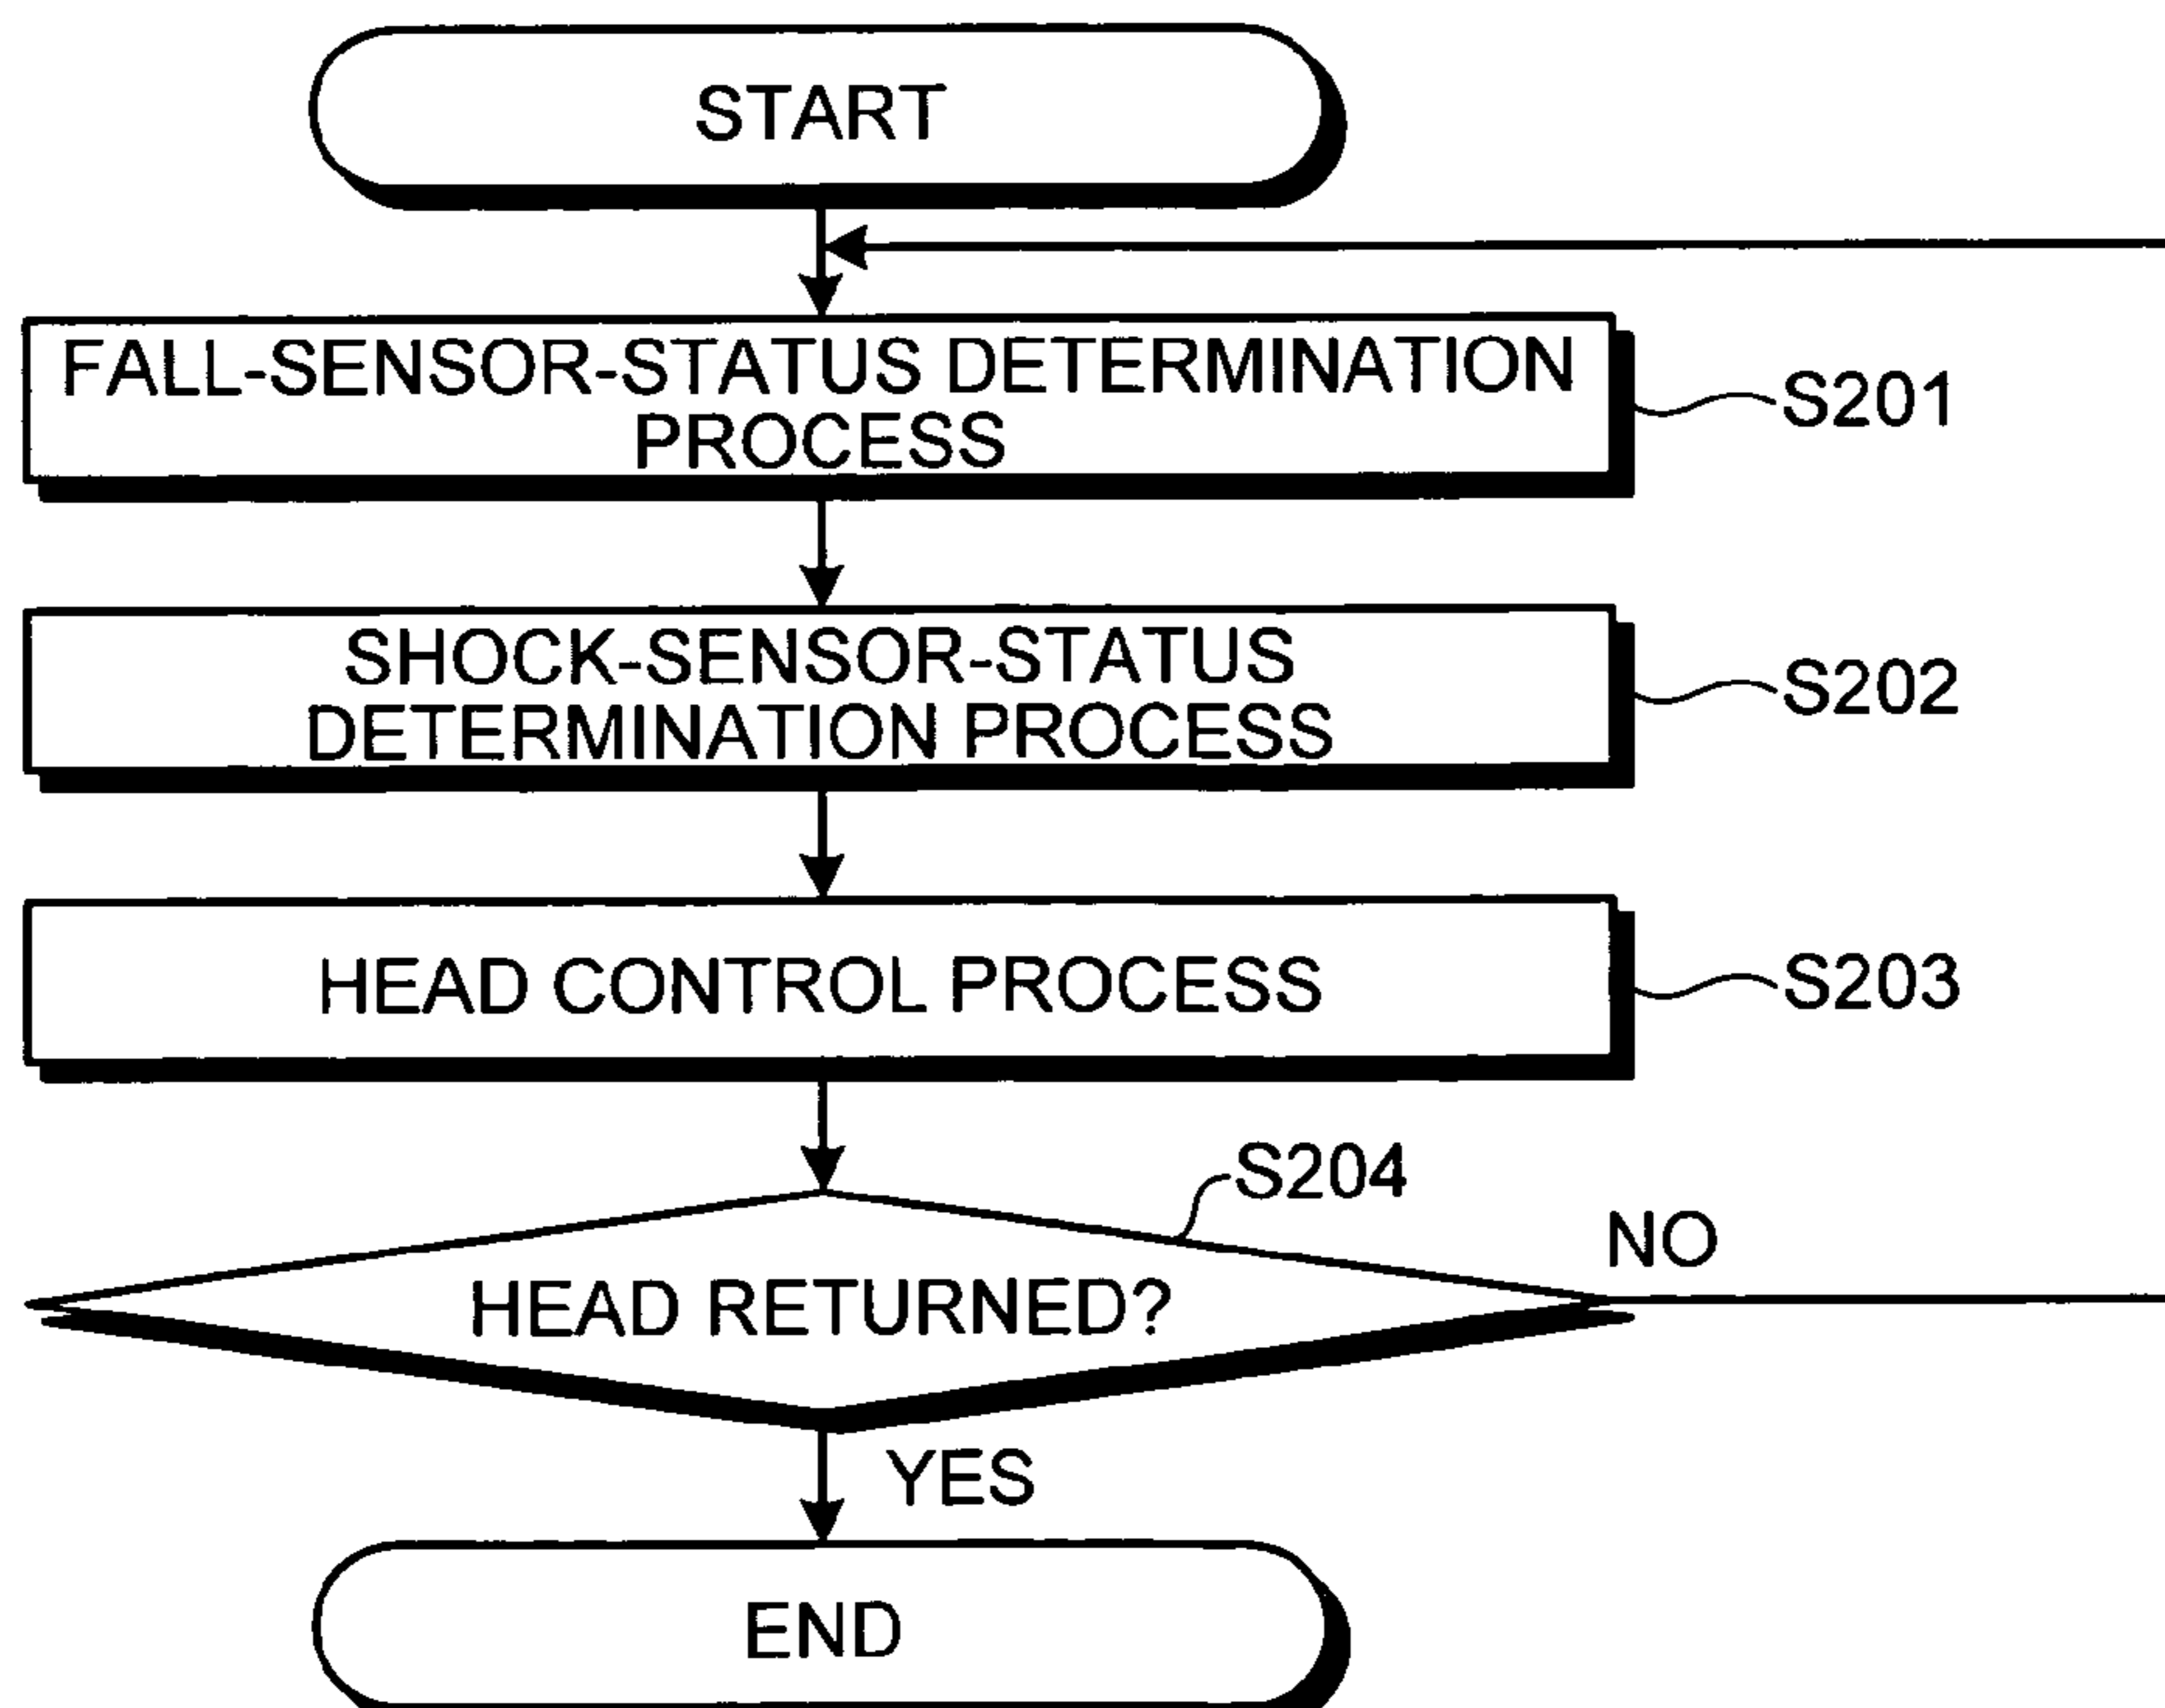 START
FALL-SENSOR-STATUS DETERMINATION
PROCESS
S201
SHOCK-SENSOR-STATUS
DETERMINATION PROCESS
S202
HEAD CONTROL PROCESS
S203
S204
NO
HEAD RETURNED?
YES
END